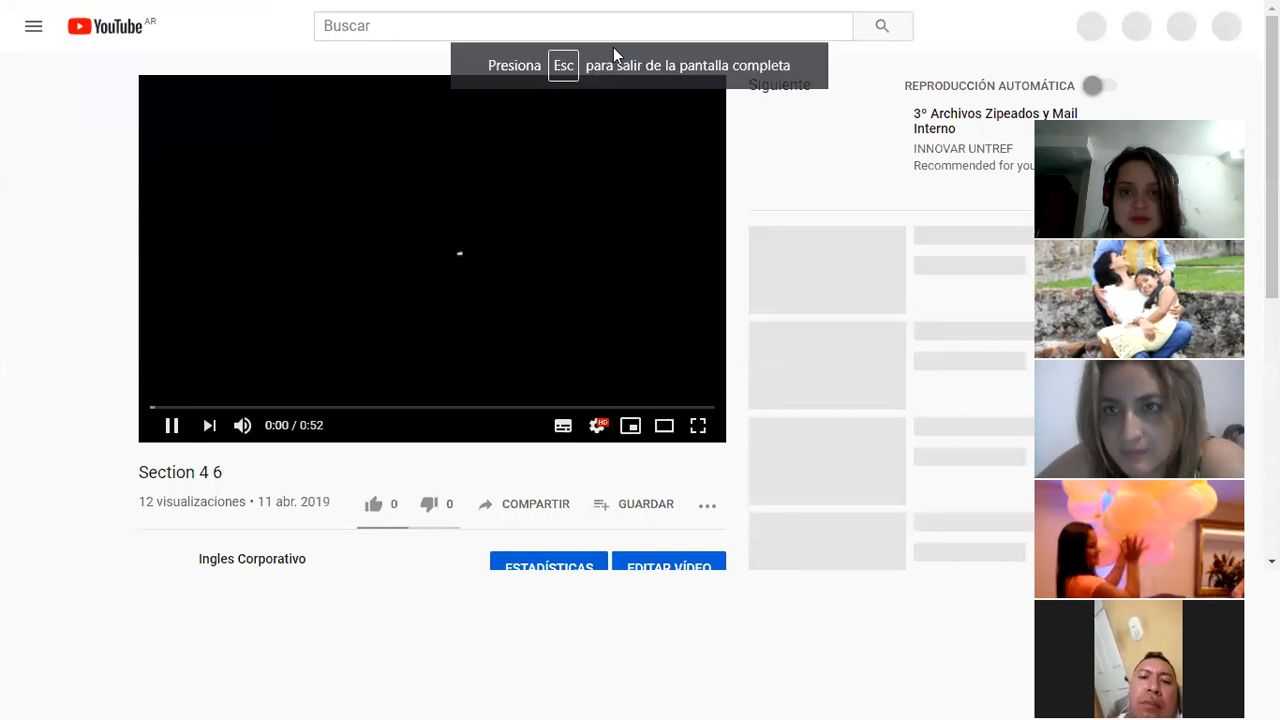 YouTube AR
Buscar
Presiona Esc para salir de la pantalla completa
Siguiente
REPRODUCCIÓN AUTOMÁTICA
3º Archivos Zipeados y Mail
Interno
INNOVAR UNTREF
Recommended for you
HD
0:00 / 0:52
Section 4 6
12 visualizaciones • 11 abr. 2019
0
0
COMPARTIR
GUARDAR
Ingles Corporativo
ESTADÍSTICAS
EDITAR VÍDEO